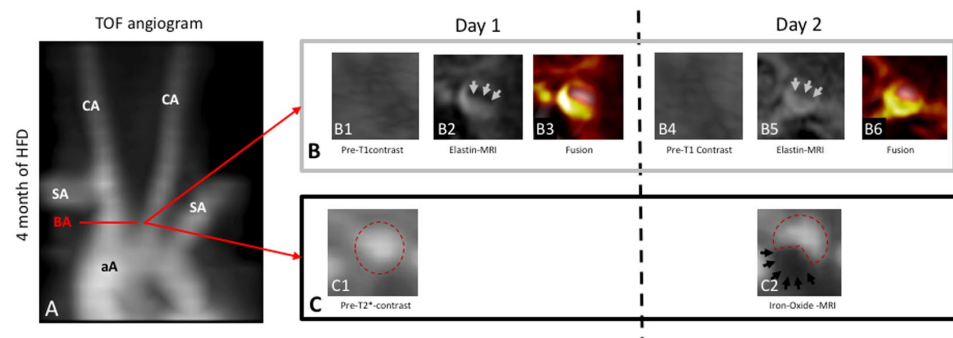 TOF angiogram
Day 1
Day 2
4 month of HFD
CA
CA
SA
SA
BA
aA
A
B
B1
B2
B3
B4
B5
B6
Pre-T1contrast
Elastin-MRI
Fusion
Pre-T1 Contrast
Elastin-MRI
Fusion
C
C1
C2
Pre-T2*-contrast
Iron-Oxide -MRI